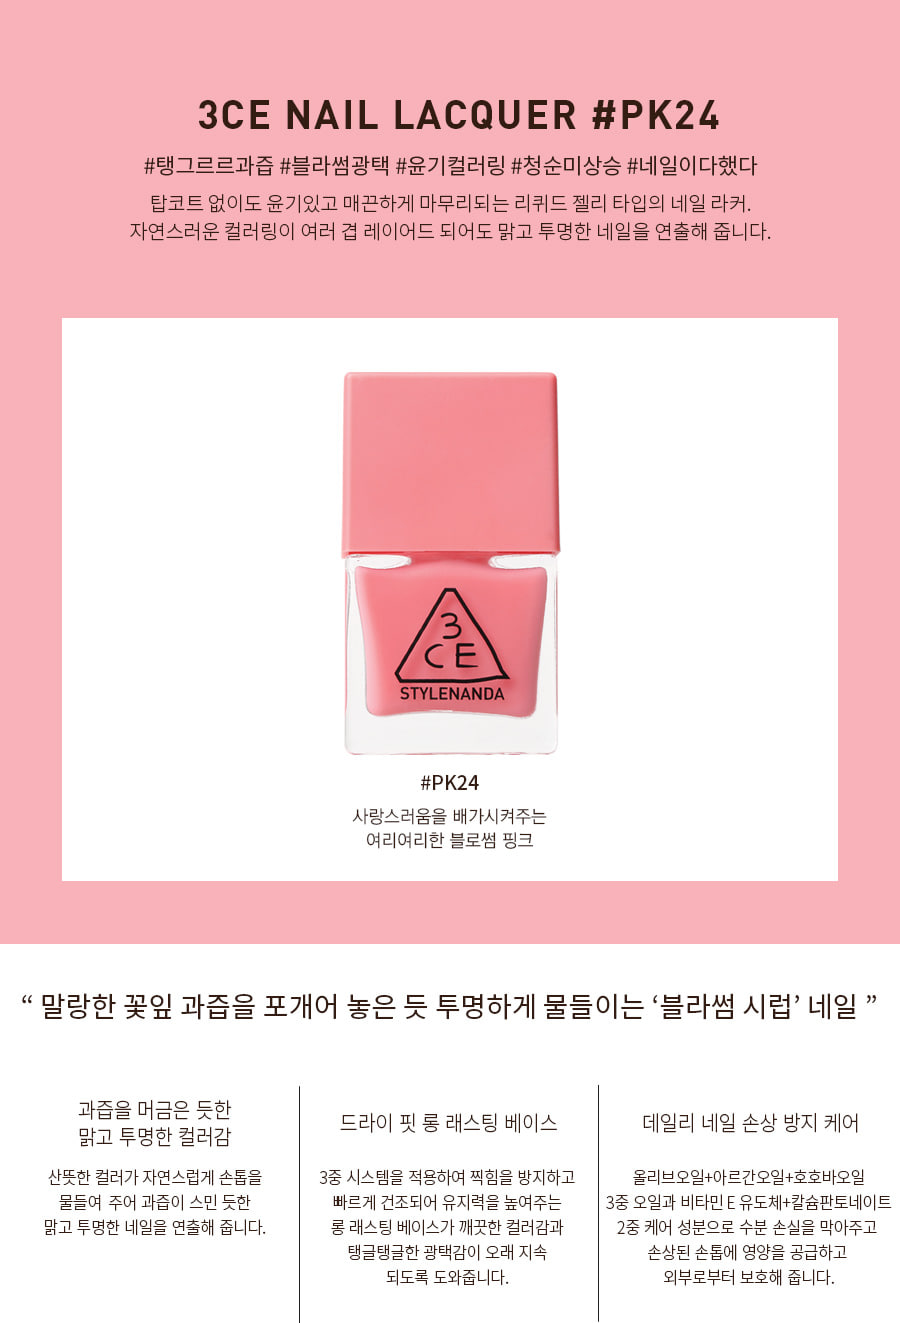 3CE NAIL LACQUER #PK24
#탱그르르과즙 #블라썸광택 #윤기컬러링 #청순미상승 #네일이다했다
탑코트 없이도 윤기있고 매끈하게 마무리되는 리퀴드 젤리 타입의 네일 라커.
자연스러운 컬러링이 여러 겹 레이어드 되어도 맑고 투명한 네일을 연출해 줍니다.
3
CE
STYLENANDA
#PK24
사랑스러움을 배가시켜주는
여리여리한 블로썸 핑크
“ 말랑한 꽃잎 과즙을 포개어 놓은 듯 투명하게 물들이는 ‘블라썸 시럽’ 네일 ”
과즙을 머금은 듯한
맑고 투명한 컬러감
산뜻한 컬러가 자연스럽게 손톱을
물들여 주어 과즙이 스민 듯한
맑고 투명한 네일을 연출해 줍니다.
드라이 핏 롱 래스팅 베이스
3중 시스템을 적용하여 찍힘을 방지하고
빠르게 건조되어 유지력을 높여주는
롱 래스팅 베이스가 깨끗한 컬러감과
탱글탱글한 광택감이 오래 지속
되도록 도와줍니다.
데일리 네일 손상 방지 케어
올리브오일+아르간오일+호호바오일
3중 오일과 비타민 E 유도체+칼슘판토네이트
2중 케어 성분으로 수분 손실을 막아주고
손상된 손톱에 영양을 공급하고
외부로부터 보호해 줍니다.